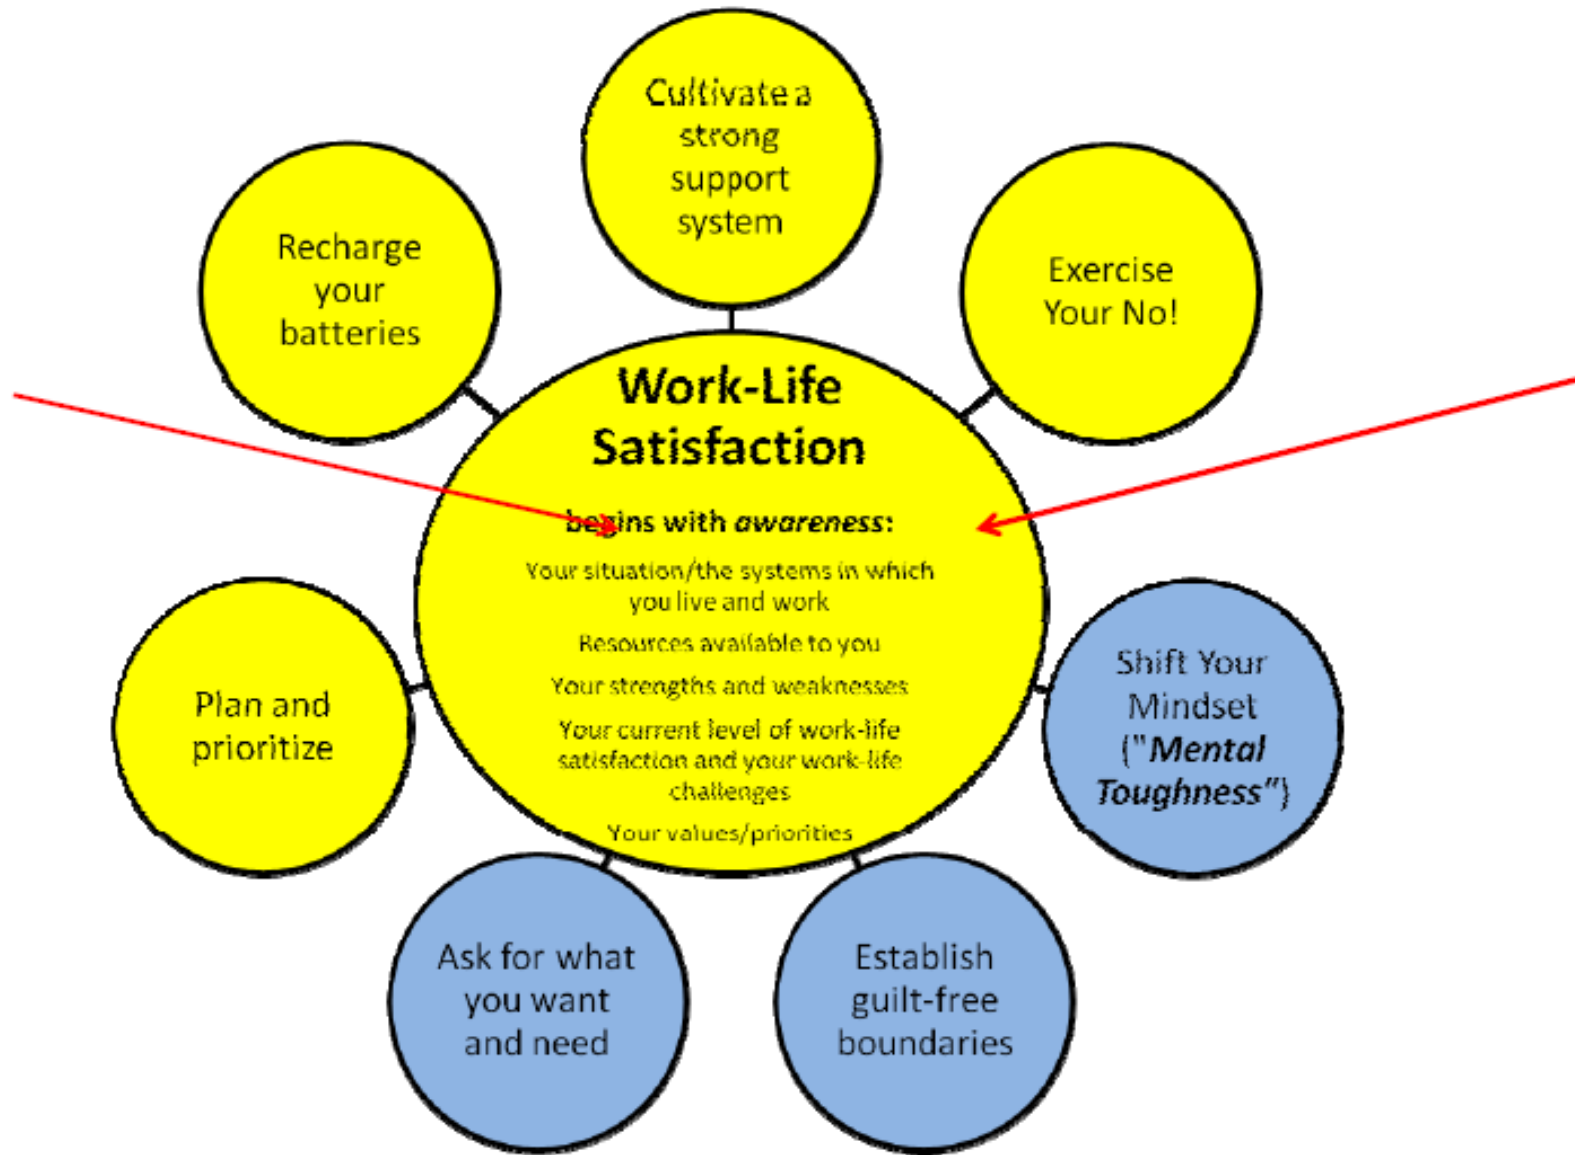 Cultivate a
strong
support
system
Recharge
your
batteries
Exercise
Your No!
Work-Life
Satisfaction
begins with awareness:
Your situation/the systems in which
you live and work
Resources available to you
Your strengths and weaknesses
Your current level of work-life
satisfaction and your work-life
challenges
Your values/priorities
Plan and
prioritize
Shift Your
Mindset
("Mental
Toughness")
Ask for what
you want
and need
Establish
guilt-free
boundaries